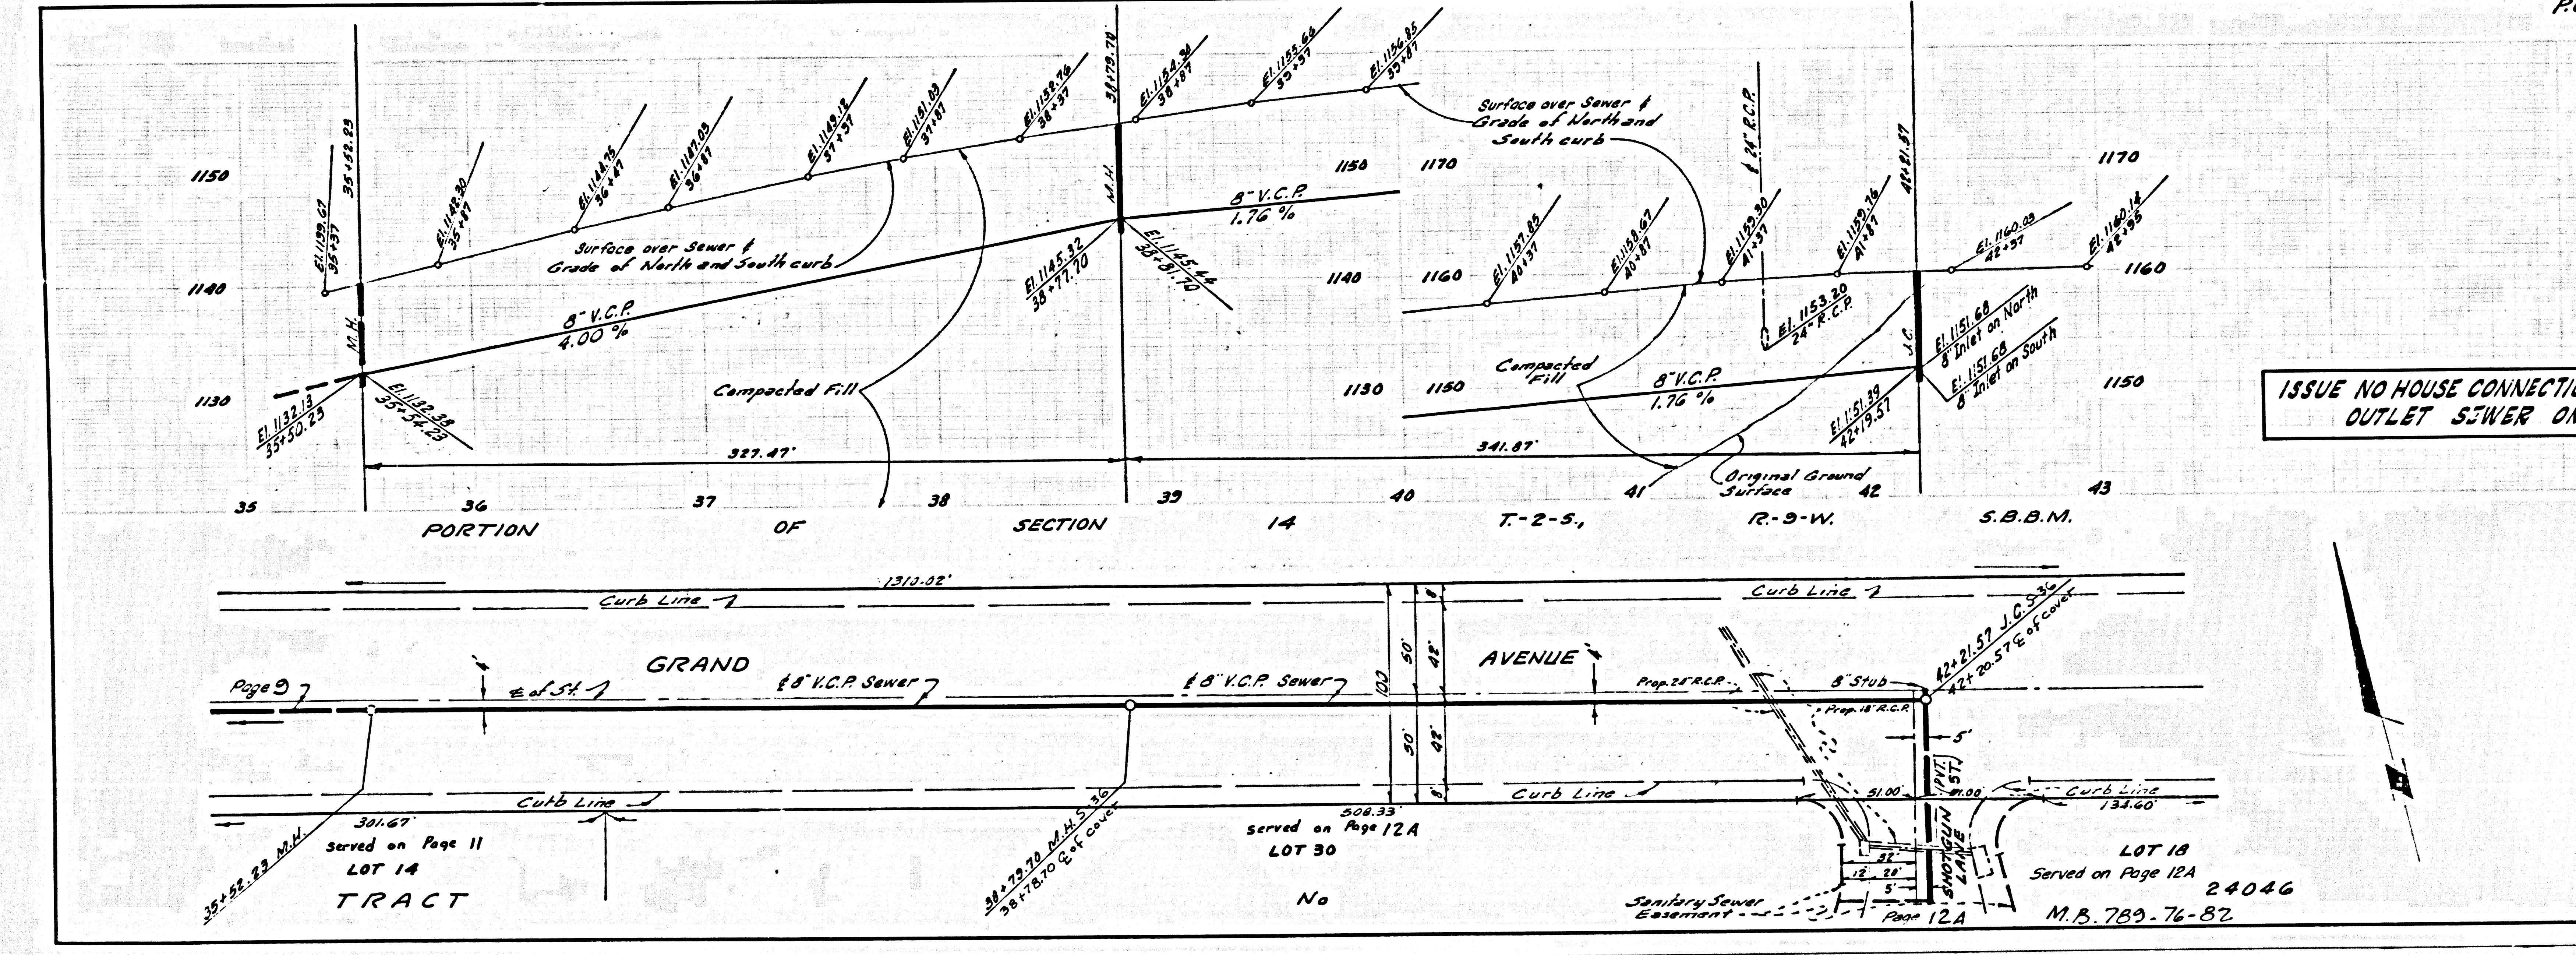 El. 1139.67
35+37
35+52.23
El. 1142.20
35+87
El. 1144.75
36+47
El. 1147.03
36+87
El. 1149.12
37+37
El. 1151.03
37+87
El. 1152.76
38+37
38+79.70
El. 1154.30
38+87
El. 1155.66
39+37
El. 1156.85
39+87
Surface over Sewer &
Grade of North and
South curb
₵ 24" R.C.P.
42+21.57
1150
1150
1170
1170
M.H.
8" V.C.P.
1.76 %
Surface over Sewer &
Grade of North and South curb
El. 1145.32
38+77.70
El. 1145.44
38+81.70
El. 1157.85
40+37
El. 1158.67
40+87
El. 1159.30
41+37
El. 1159.76
41+87
El. 1160.03
42+37
El. 1160.14
42+95
1140
1140
1160
1160
M.H.
8" V.C.P.
4.00 %
El. 1153.20
24" R.C.P.
J.C.
El. 1151.68
8" Inlet on North
El. 1151.68
8" Inlet on South
1130
Compacted Fill
1130
1150
Compacted
Fill
8" V.C.P.
1.76 %
1150
El. 1132.13
35+50.23
El. 1132.38
35+54.23
El. 1151.39
42+19.57
ISSUE NO HOUSE CONNECTI
OUTLET SEWER O
327.47'
341.87'
Original Ground
Surface
35 36 37 38 39 40 41 42 43
PORTION OF SECTION 14 T.-2-S., R.-9-W. S.B.B.M.
1310.02'
Curb Line
Curb Line
8'
50'
42'
100
50'
42'
8'
GRAND AVENUE
Page 9
₵ of St.
4'
₵ 8" V.C.P. Sewer
₵ 8" V.C.P. Sewer
4'
Prop. 24" R.C.P.
8" Stub
Prop. 18" R.C.P.
42+21.57 J.C. S-36
42+20.57 ₵ of cover
5'
Curb Line
Curb Line
51.00'
51.00'
Curb Line
134.60'
301.67'
served on Page 11
LOT 14
TRACT
35+52.23 M.H.
38+79.70 M.H. S-36
38+78.70 ₵ of cover
508.33'
served on Page 12A
LOT 30
No
(PVT. ST.)
SHOTGUN LANE
32'
12'
20'
5'
Sanitary Sewer
Easement
Page 12A
LOT 18
Served on Page 12A
24046
M.B. 789-76-82